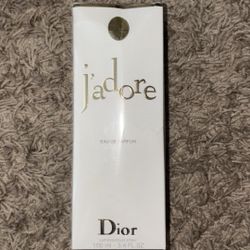 j'adore
EAU DE PARFUM
Dior
100 ml - 3.4 FL. OZ